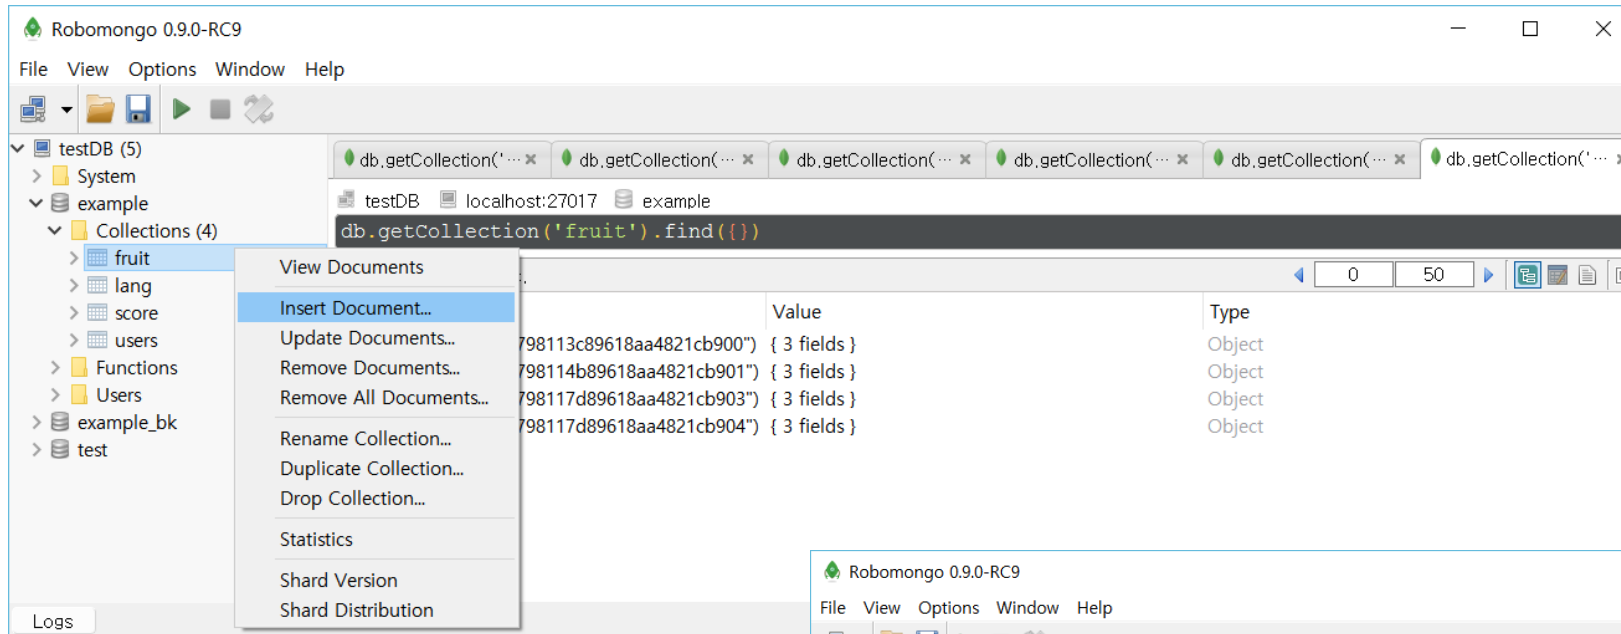 Robomongo 0.9.0-RC9
File View Options Window Help
testDB (5)
System
example
Collections (4)
fruit
lang
score
users
Functions
Users
example_bk
test
Logs
db.getCollection('··· db.getCollection(··· db.getCollection(··· db.getCollection(··· db.getCollection(··· db.getCollection('···
testDB localhost:27017 example
db.getCollection('fruit').find({})
0 50
Value Type
798113c89618aa4821cb900") { 3 fields } Object
798114b89618aa4821cb901") { 3 fields } Object
798117d89618aa4821cb903") { 3 fields } Object
798117d89618aa4821cb904") { 3 fields } Object
View Documents
Insert Document...
Update Documents...
Remove Documents...
Remove All Documents...
Rename Collection...
Duplicate Collection...
Drop Collection...
Statistics
Shard Version
Shard Distribution
Robomongo 0.9.0-RC9
File View Options Window Help